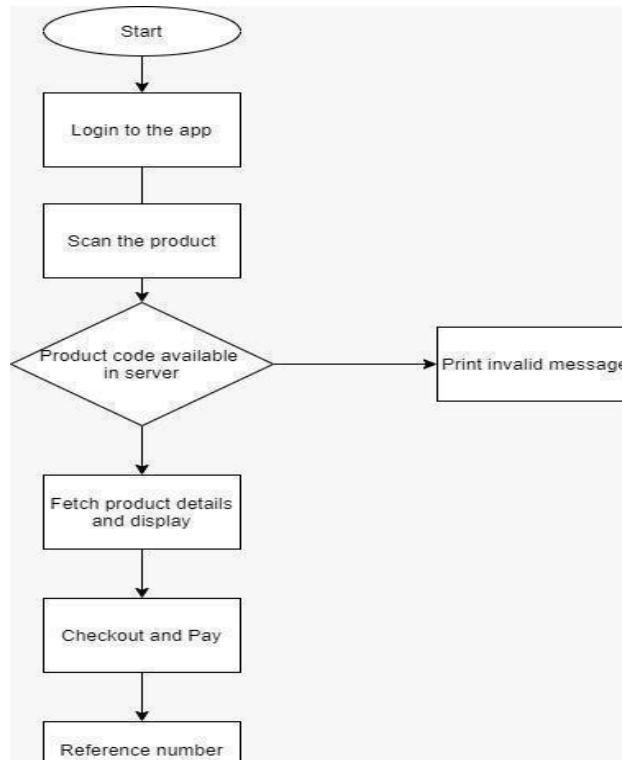 Start
Login to the app
Scan the product
Product code available
in server
Print invalid message
Fetch product details
and display
Checkout and Pay
Reference number